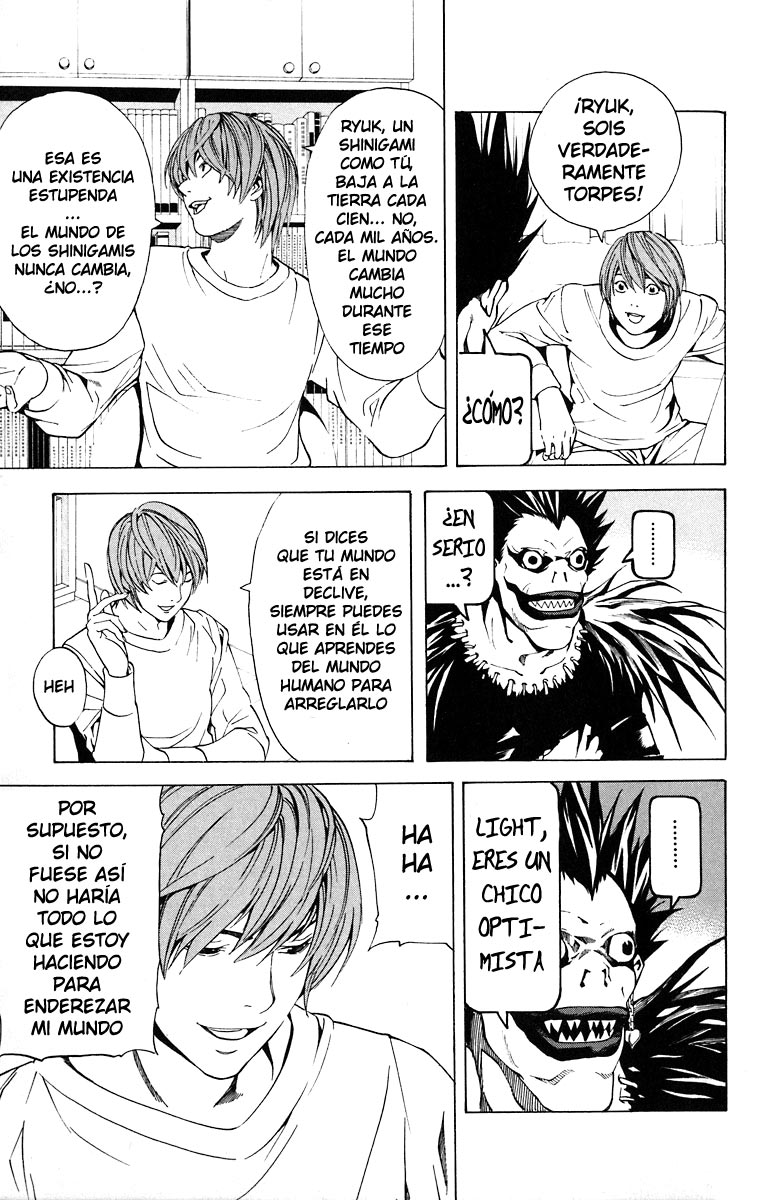 ¡RYUK,
SOIS
VERDADE-
RAMENTE
TORPES!
¿CÓMO?
RYUK, UN
SHINIGAMI
COMO TÚ,
BAJA A LA
TIERRA CADA
CIEN... NO,
CADA MIL AÑOS.
EL MUNDO
CAMBIA
MUCHO
DURANTE
ESE
TIEMPO
ESA ES
UNA EXISTENCIA
ESTUPENDA
...
EL MUNDO DE
LOS SHINIGAMIS
NUNCA CAMBIA,
¿NO...?
........
¿EN
SERIO
...?
SI DICES
QUE TU MUNDO
ESTÁ EN
DECLIVE,
SIEMPRE PUEDES
USAR EN ÉL LO
QUE APRENDES
DEL MUNDO
HUMANO PARA
ARREGLARLO
HEH
........
LIGHT,
ERES UN
CHICO
OPTI-
MISTA
HA
HA
...
POR
SUPUESTO,
SI NO
FUESE ASÍ
NO HARÍA
TODO LO
QUE ESTOY
HACIENDO
PARA
ENDEREZAR
MI MUNDO